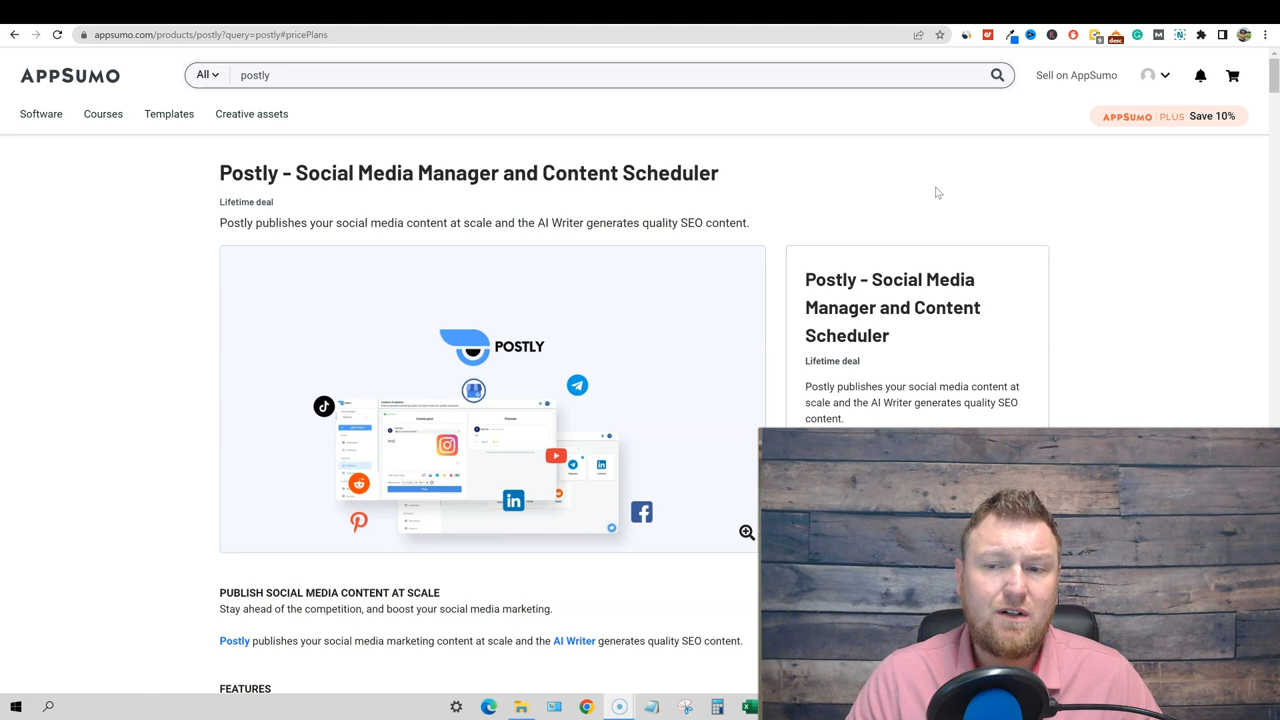 appsumo.com/products/postly?query=postly#pricePlans
APPSUMO
All
postly
Sell on AppSumo
Software
Courses
Templates
Creative assets
APPSUMO PLUS Save 10%
Postly - Social Media Manager and Content Scheduler
Lifetime deal
Postly publishes your social media content at scale and the AI Writer generates quality SEO content.
POSTLY
Postly - Social Media
Manager and Content
Scheduler
Lifetime deal
Postly publishes your social media content at
scale and the AI Writer generates quality SEO
content.
PUBLISH SOCIAL MEDIA CONTENT AT SCALE
Stay ahead of the competition, and boost your social media marketing.
Postly publishes your social media marketing content at scale and the AI Writer generates quality SEO content.
FEATURES